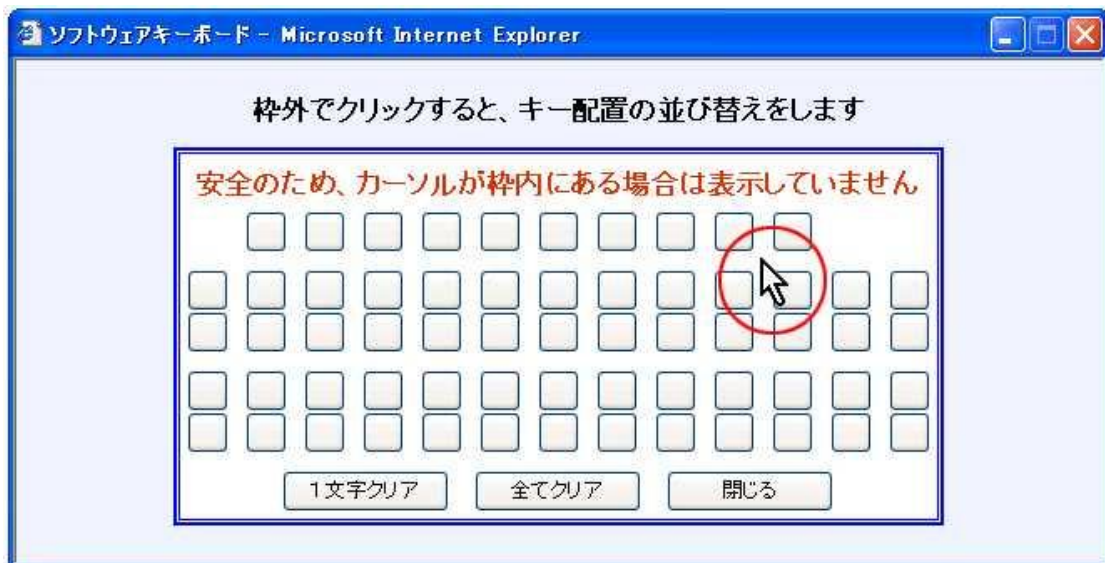 ソフトウェアキーボード - Microsoft Internet Explorer
枠外でクリックすると、キー配置の並び替えをします
安全のため、カーソルが枠内にある場合は表示していません
1文字クリア
全てクリア
閉じる